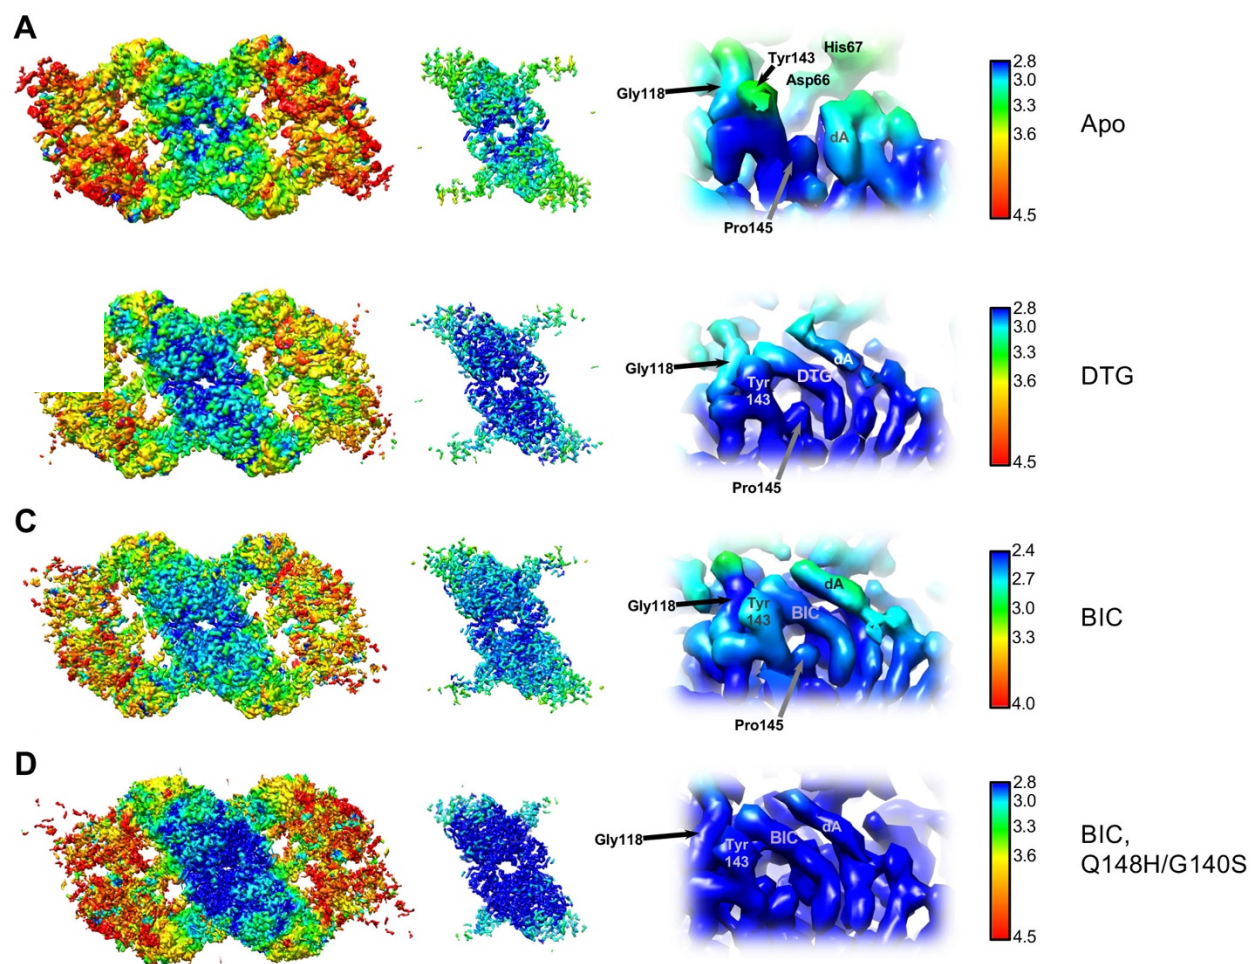 A
His67
Tyr143
Asp66
Gly118
dA
Pro145
2.8
3.0
3.3
3.6
4.5
Apo
Gly118
Tyr
143
DTG
dA
Pro145
2.8
3.0
3.3
3.6
4.5
DTG
C
Gly118
Tyr
143
BIC
dA
Pro145
2.4
2.7
3.0
3.3
4.0
BIC
D
Gly118
Tyr
143
BIC
dA
2.8
3.0
3.3
3.6
4.5
BIC,
Q148H/G140S